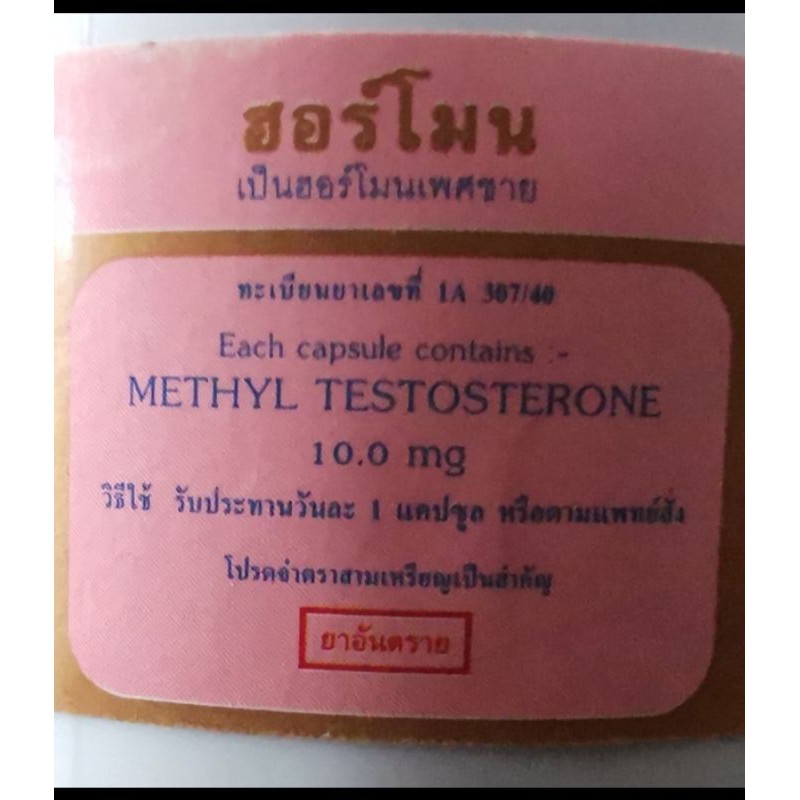 ฮอร์โมน
เป็นฮอร์โมนเพศชาย
ทะเบียนยาเลขที่ 1A 307/40
Each capsule contains :-
METHYL TESTOSTERONE
10.0 mg
วิธีใช้ รับประทานวันละ 1 แคปซูล หรือตามแพทย์สั่ง
โปรดจำตราสามเหรียญเป็นสำคัญ
ยาอันตราย